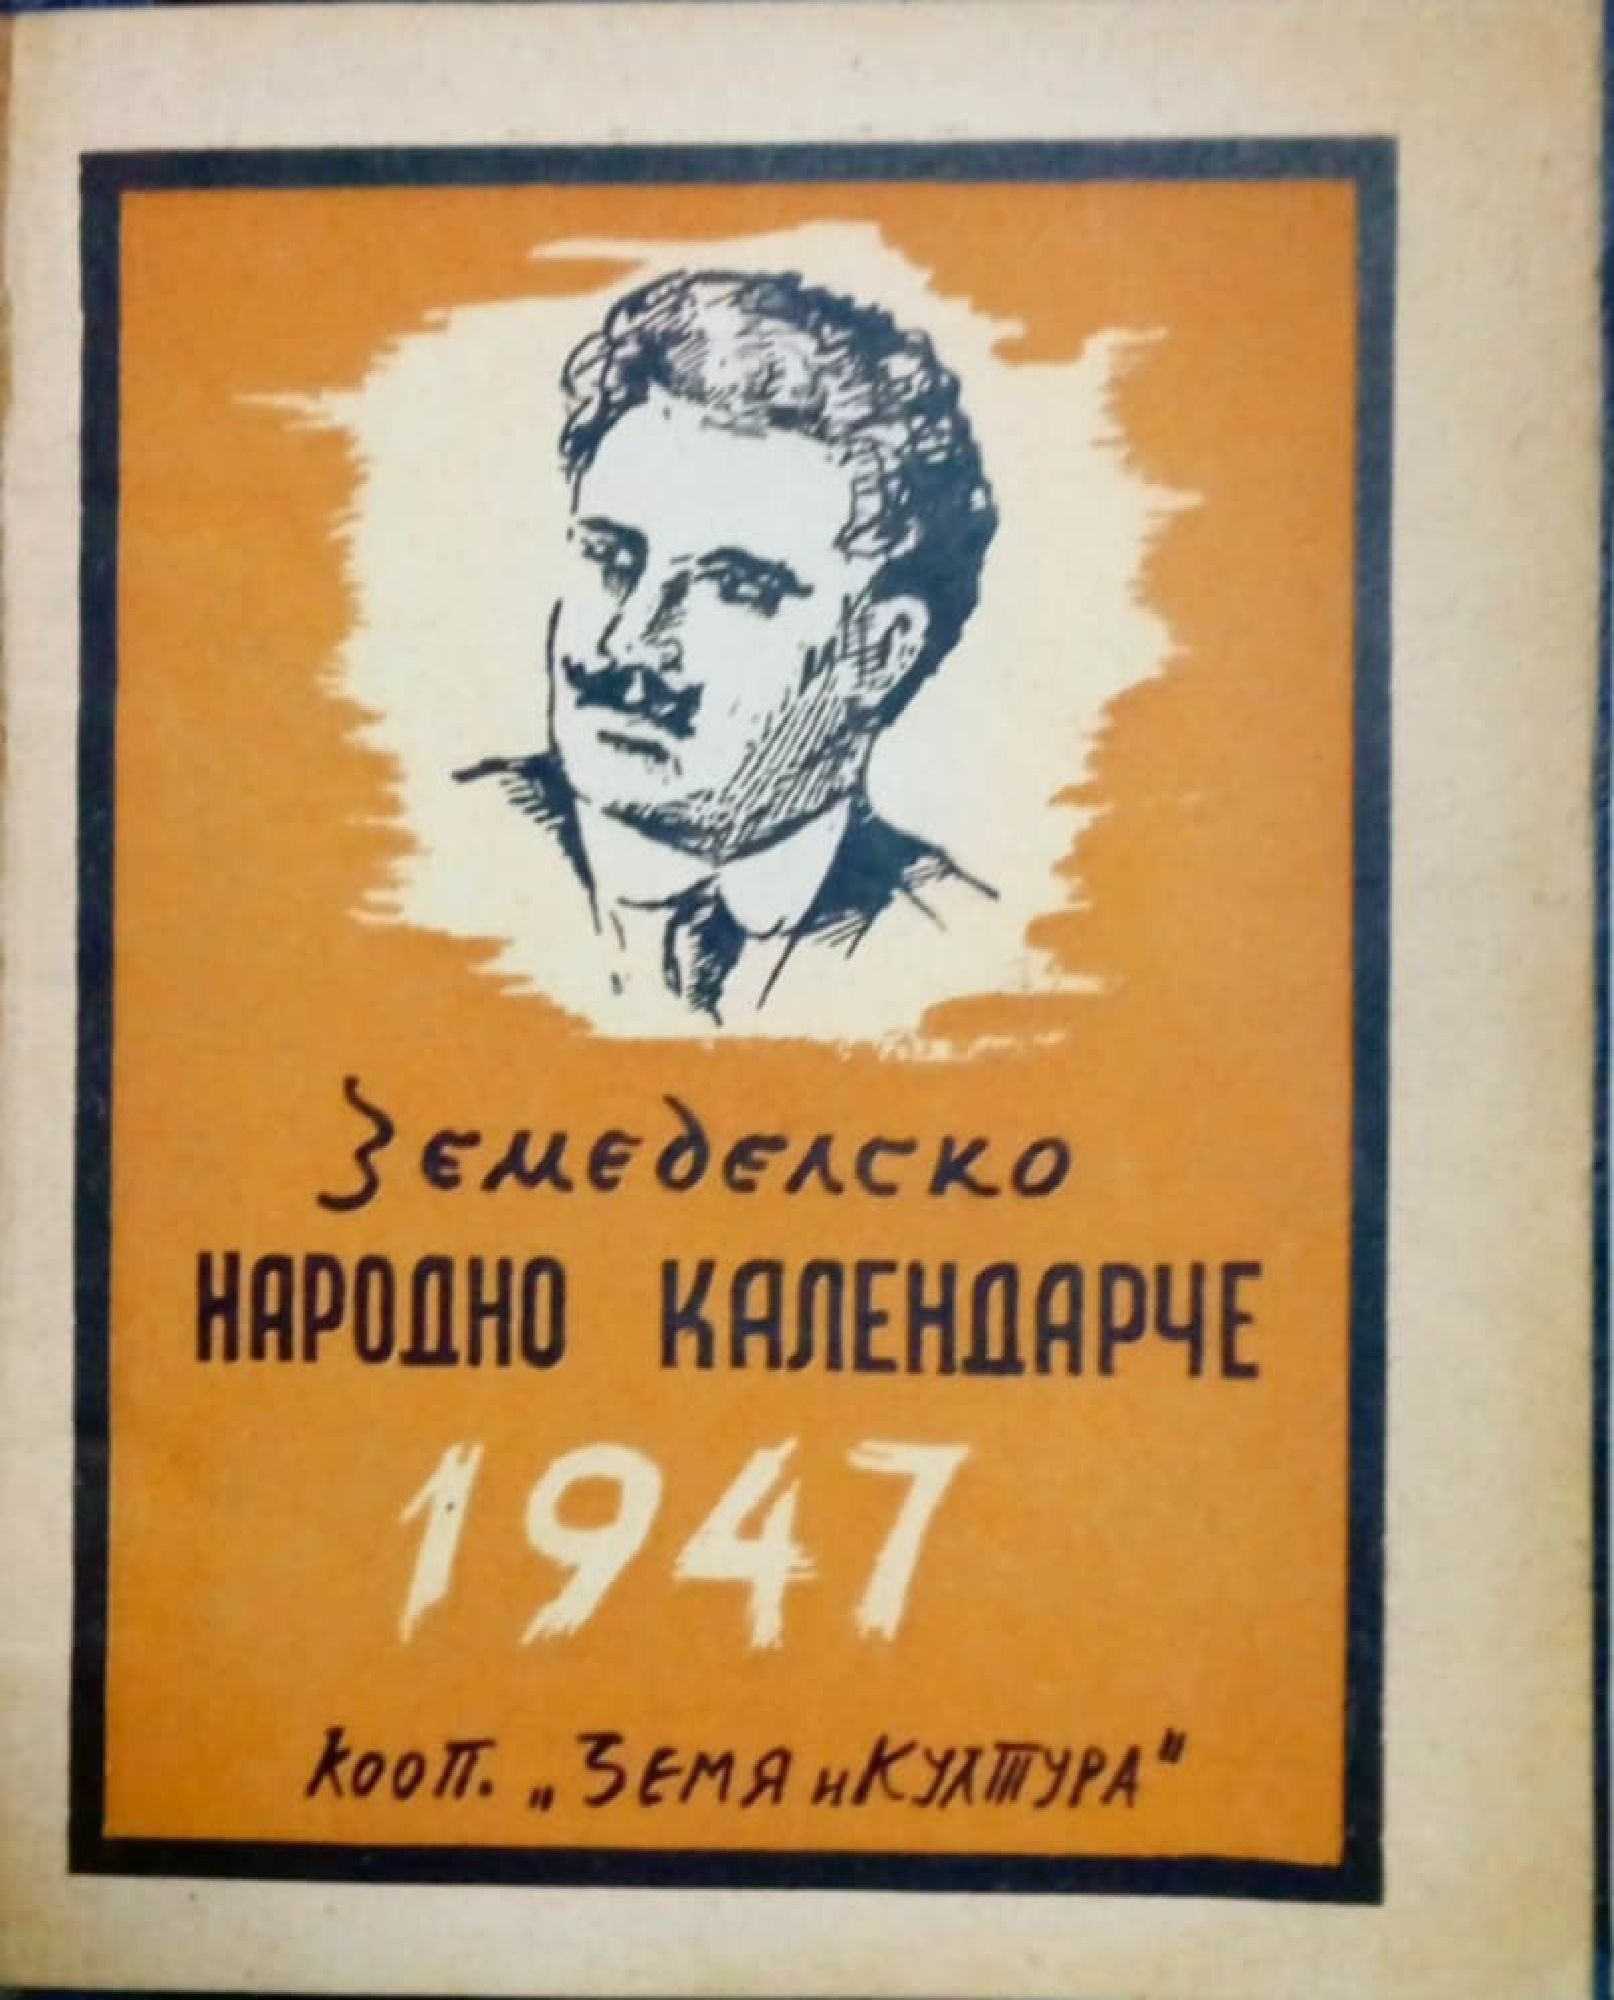 Земеделско
НАРОДНО КАЛЕНДАРЧЕ
1947
КООП. „ЗЕМЯ и КУЛТУРА"